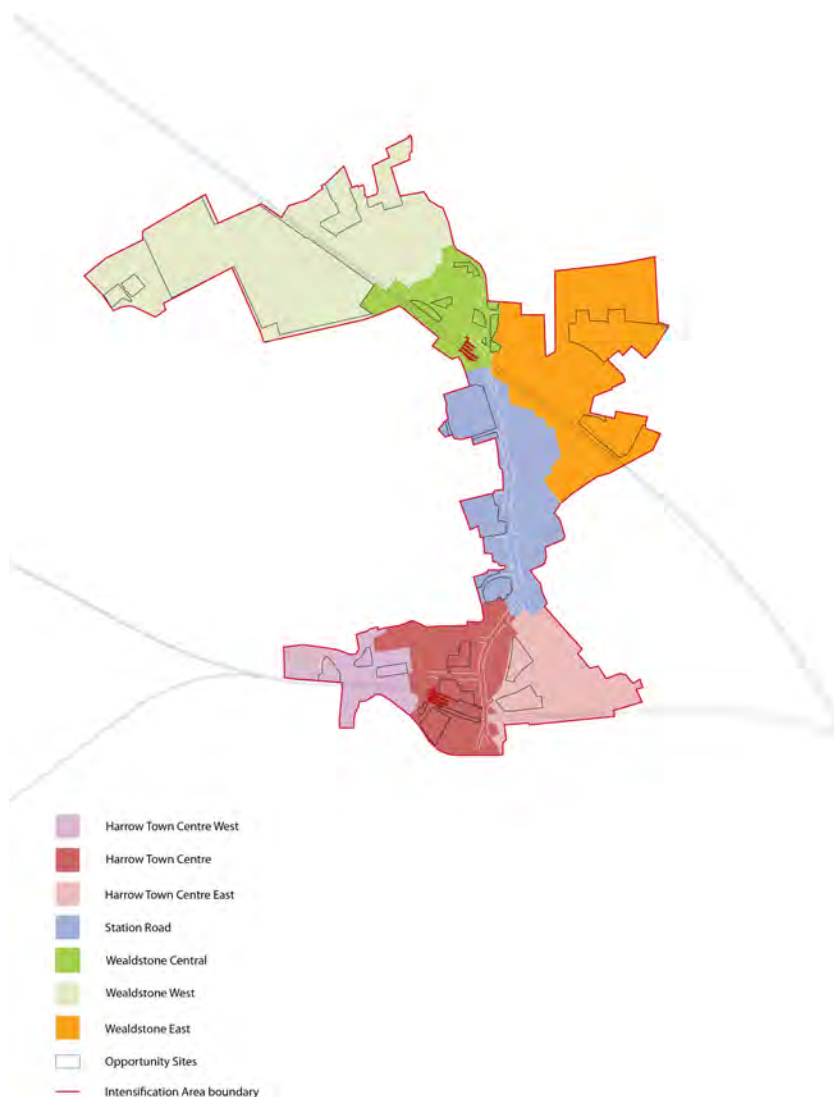 Harrow Town Centre West
Harrow Town Centre
Harrow Town Centre East
Station Road
Wealdstone Central
Wealdstone West
Wealdstone East
Opportunity Sites
Intensification Area boundary